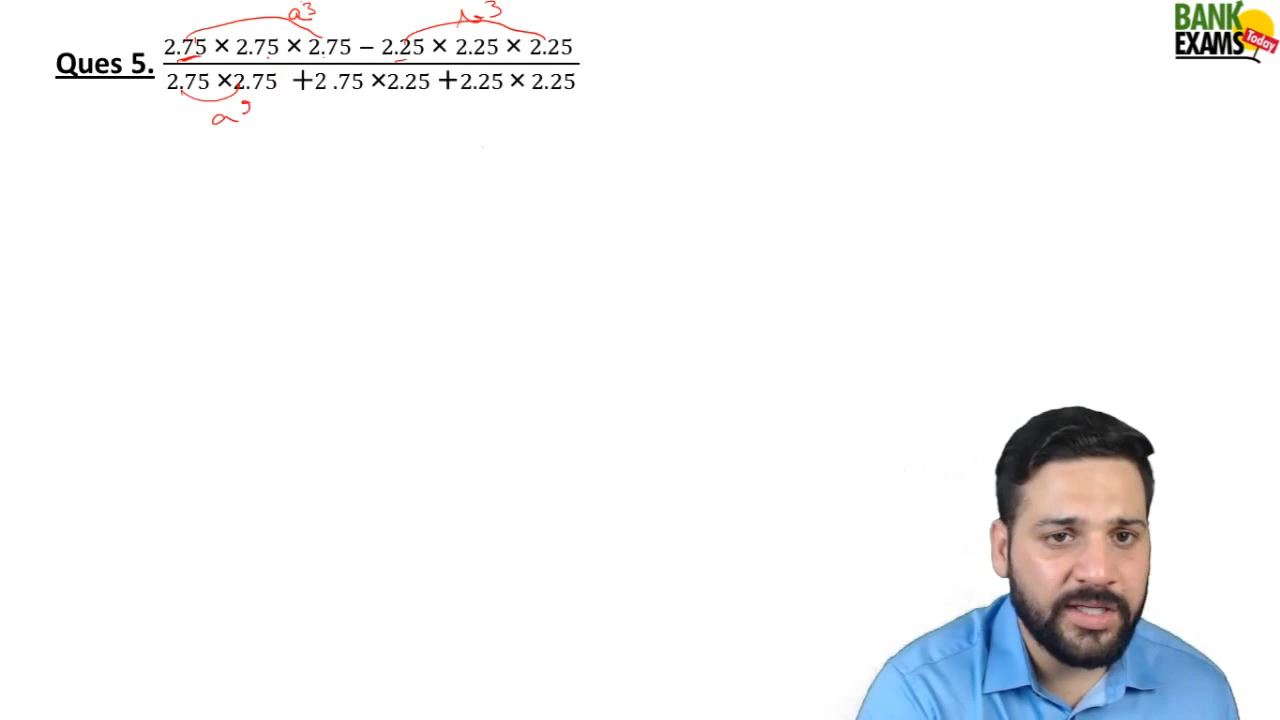 a³ b³
Ques 5. 2.75 × 2.75 × 2.75 − 2.25 × 2.25 × 2.25
2.75 ×2.75 +2 .75 ×2.25 +2.25 × 2.25
a²
BANK
EXAMS Today